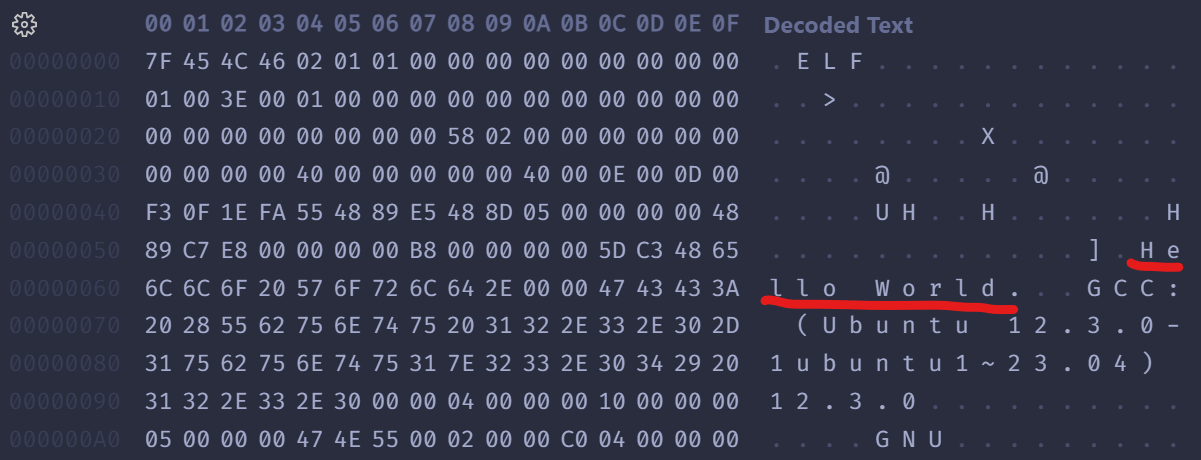 00 01 02 03 04 05 06 07 08 09 0A 0B 0C 0D 0E 0F Decoded Text
00000000 7F 45 4C 46 02 01 01 00 00 00 00 00 00 00 00 00 . E L F . . . . . . . . . . . .
00000010 01 00 3E 00 01 00 00 00 00 00 00 00 00 00 00 00 . . > . . . . . . . . . . . . .
00000020 00 00 00 00 00 00 00 00 58 02 00 00 00 00 00 00 . . . . . . . . X . . . . . . .
00000030 00 00 00 00 40 00 00 00 00 00 40 00 0E 00 0D 00 . . . . @ . . . . . @ . . . . .
00000040 F3 0F 1E FA 55 48 89 E5 48 8D 05 00 00 00 00 48 . . . . U H . . H . . . . . . H
00000050 89 C7 E8 00 00 00 00 B8 00 00 00 00 5D C3 48 65 . . . . . . . . . . . . ] . H e
00000060 6C 6C 6F 20 57 6F 72 6C 64 2E 00 00 47 43 43 3A l l o W o r l d . . . G C C :
00000070 20 28 55 62 75 6E 74 75 20 31 32 2E 33 2E 30 2D ( U b u n t u 1 2 . 3 . 0 -
00000080 31 75 62 75 6E 74 75 31 7E 32 33 2E 30 34 29 20 1 u b u n t u 1 ~ 2 3 . 0 4 )
00000090 31 32 2E 33 2E 30 00 00 04 00 00 00 10 00 00 00 1 2 . 3 . 0 . . . . . . . . . .
000000A0 05 00 00 00 47 4E 55 00 02 00 00 C0 04 00 00 00 . . . . G N U . . . . . . . . .